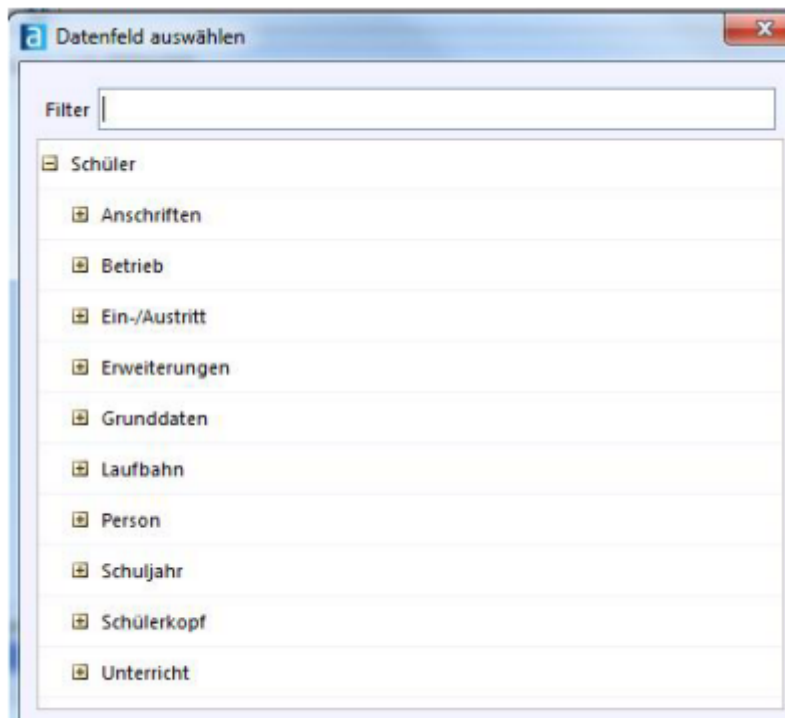 Datenfeld auswählen
Filter
Schüler
Anschriften
Betrieb
Ein-/Austritt
Erweiterungen
Grunddaten
Laufbahn
Person
Schuljahr
Schülerkopf
Unterricht